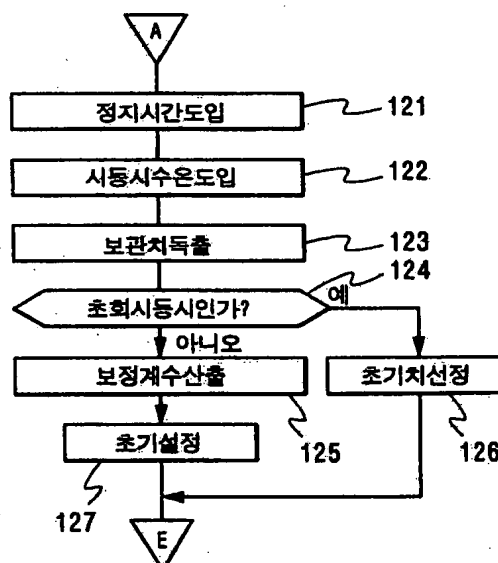 A
정지시간도입
121
시동시수온도입
122
보관치독출
123
124
초회시동시인가?
예
아니오
보정계수산출
초기치선정
125
126
초기설정
127
E